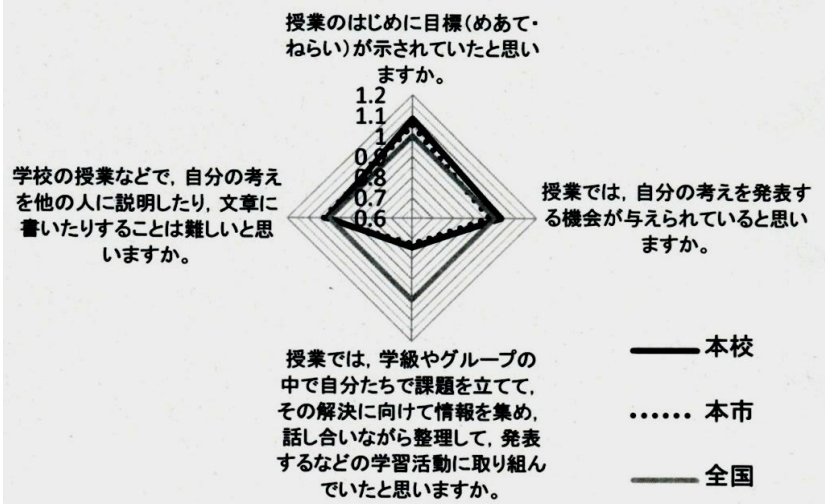 授業のはじめに目標(めあて・
ねらい)が示されていたと思い
ますか。
1.2
1.1
1
0.9
0.8
0.7
0.6
学校の授業などで, 自分の考え
を他の人に説明したり, 文章に
書いたりすることは難しいと思
いますか。
授業では, 自分の考えを発表す
る機会が与えられていると思い
ますか。
授業では, 学級やグループの
中で自分たちで課題を立てて,
その解決に向けて情報を集め,
話し合いながら整理して, 発表
するなどの学習活動に取り組ん
でいたと思いますか。
本校
本市
全国